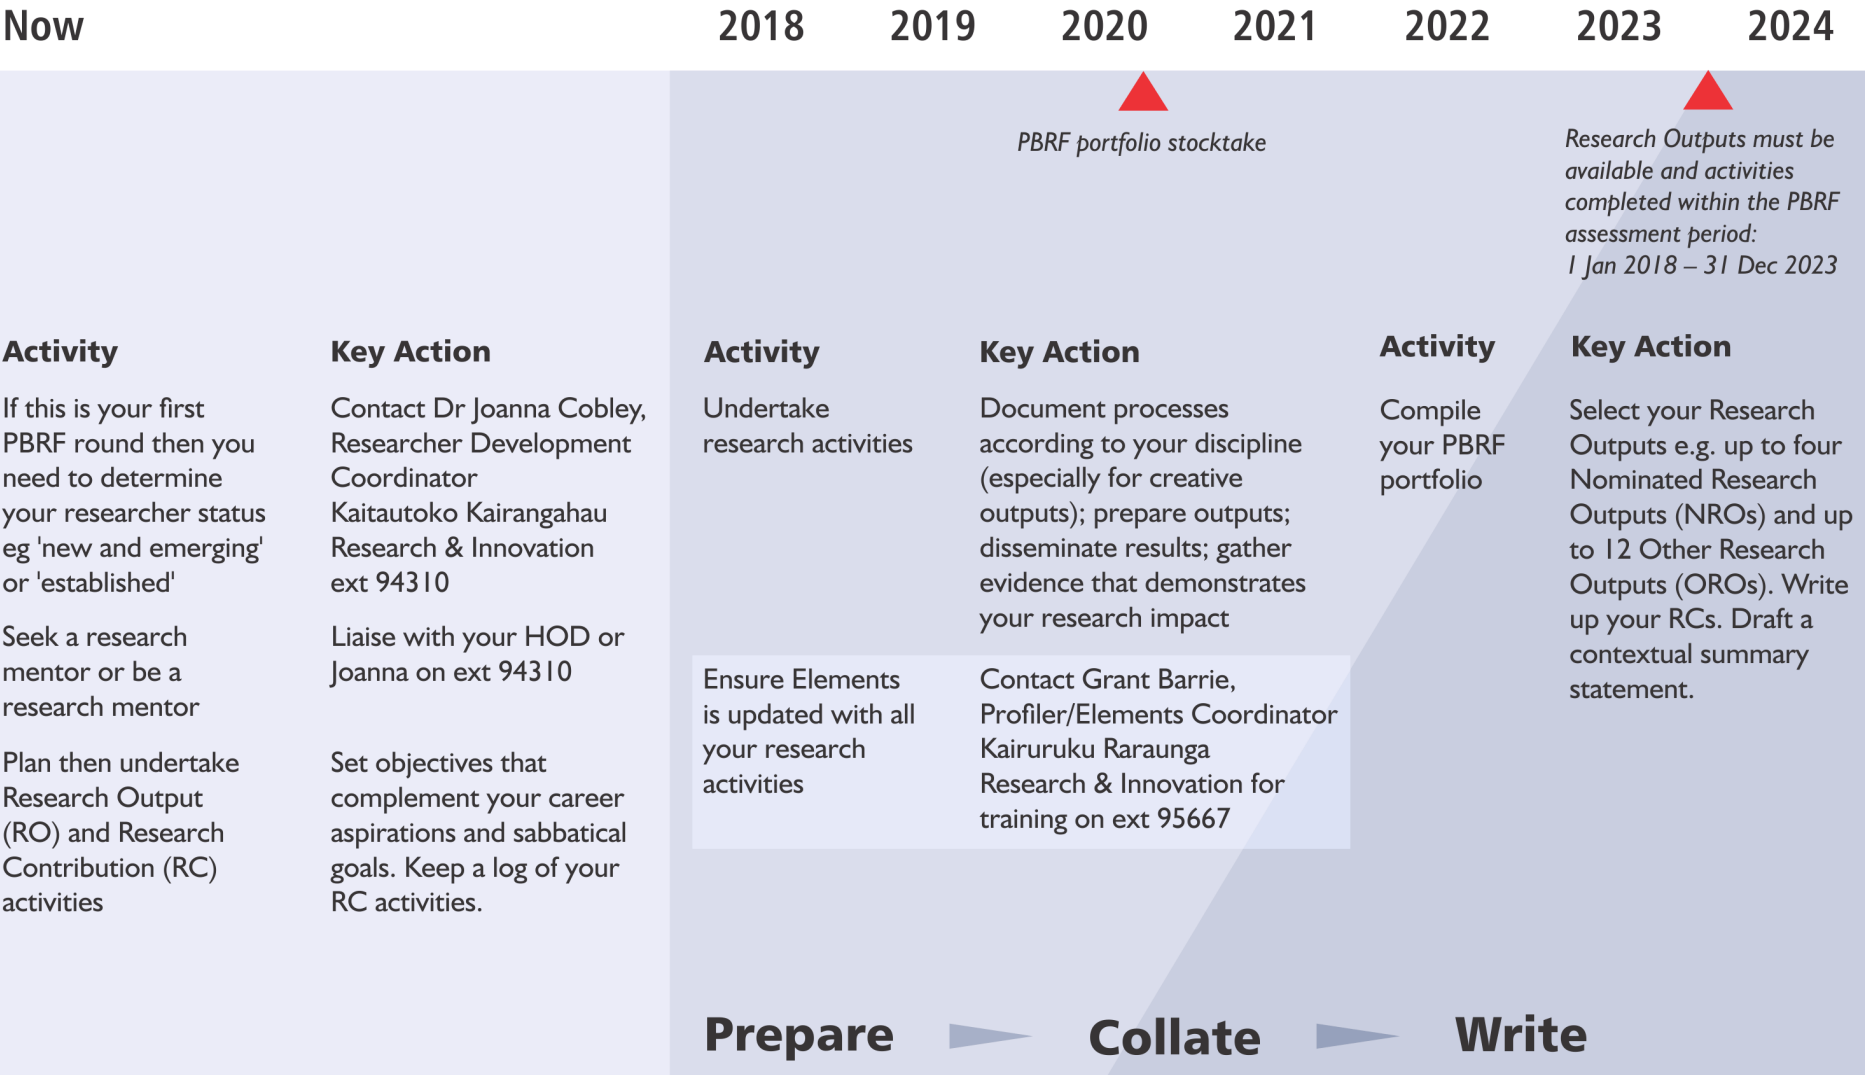 Now
2018 2019 2020 2021 2022 2023 2024
PBRF portfolio stocktake
Research Outputs must be
available and activities
completed within the PBRF
assessment period:
1 Jan 2018 – 31 Dec 2023
Activity
If this is your first
PBRF round then you
need to determine
your researcher status
eg 'new and emerging'
or 'established'
Key Action
Contact Dr Joanna Cobley,
Researcher Development
Coordinator
Kaitautoko Kairangahau
Research & Innovation
ext 94310
Seek a research
mentor or be a
research mentor
Liaise with your HOD or
Joanna on ext 94310
Plan then undertake
Research Output
(RO) and Research
Contribution (RC)
activities
Set objectives that
complement your career
aspirations and sabbatical
goals. Keep a log of your
RC activities.
Activity
Undertake
research activities
Key Action
Document processes
according to your discipline
(especially for creative
outputs); prepare outputs;
disseminate results; gather
evidence that demonstrates
your research impact
Ensure Elements
is updated with all
your research
activities
Contact Grant Barrie,
Profiler/Elements Coordinator
Kairuruku Raraunga
Research & Innovation for
training on ext 95667
Activity
Compile
your PBRF
portfolio
Key Action
Select your Research
Outputs e.g. up to four
Nominated Research
Outputs (NROs) and up
to 12 Other Research
Outputs (OROs). Write
up your RCs. Draft a
contextual summary
statement.
Prepare
Collate
Write